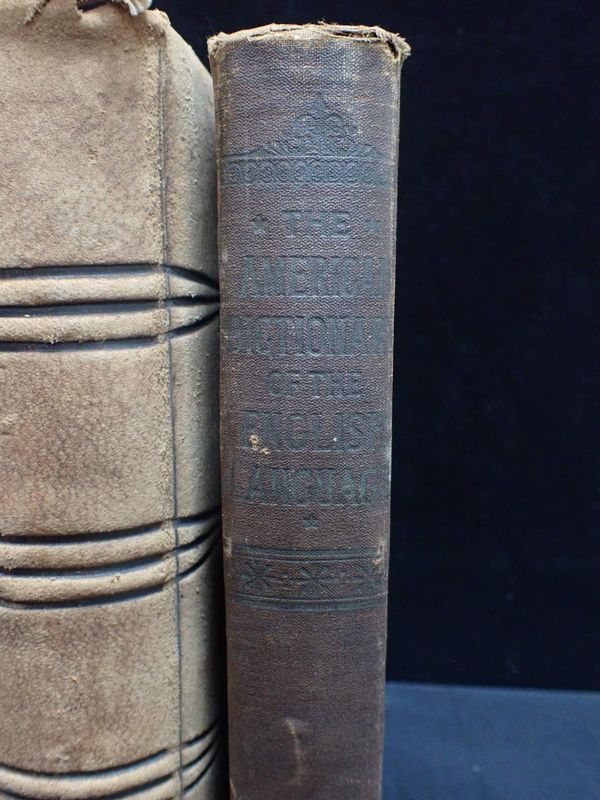 THE
AMERICAN
DICTIONARY
OF THE
ENGLISH
LANGUAGE